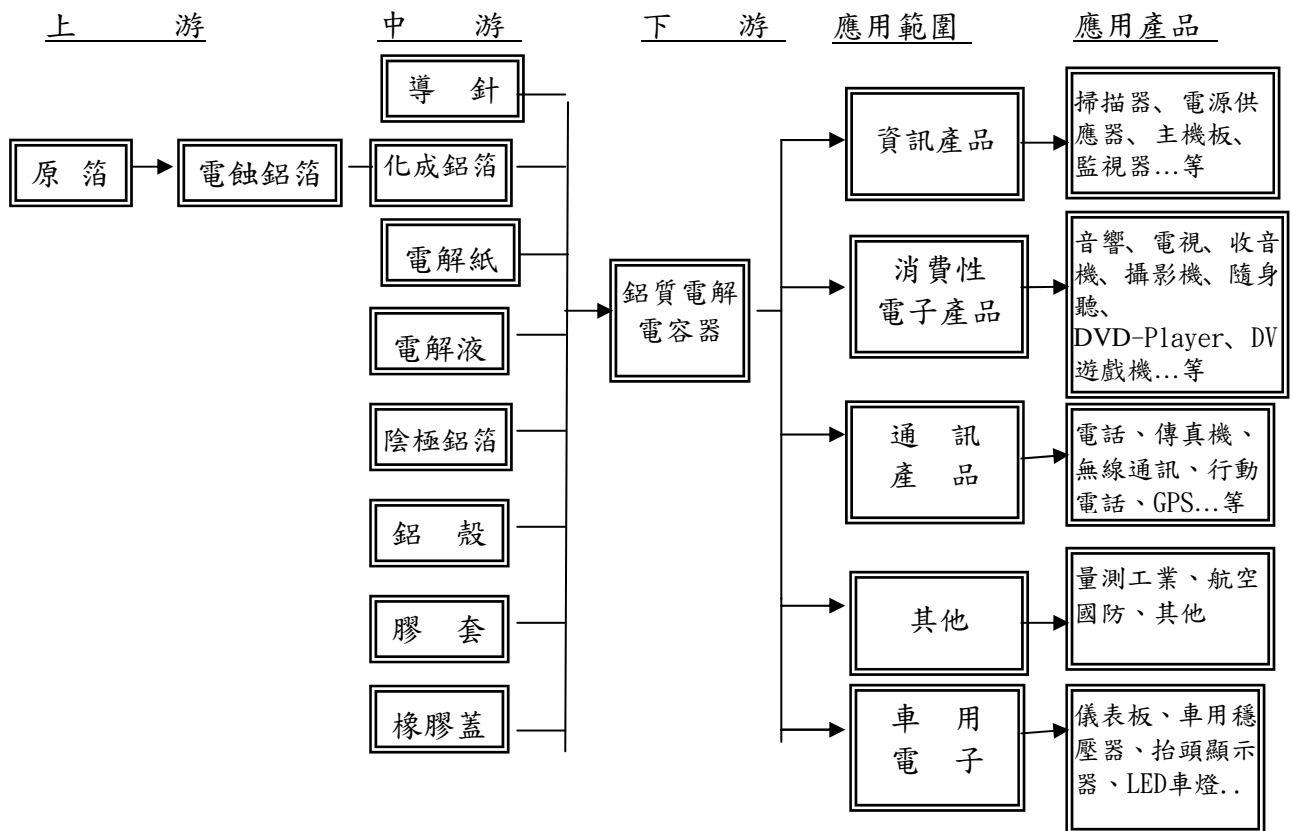 上　游
中　游
下　游
應用範圍
應用產品
原 箔
電蝕鋁箔
導　針
化成鋁箔
電解紙
電解液
陰極鋁箔
鋁　殼
膠　套
橡膠蓋
鋁質電解
電容器
資訊產品
掃描器、電源供
應器、主機板、
監視器...等
消費性
電子產品
音響、電視、收音
機、攝影機、隨身
聽、
DVD-Player、DV
遊戲機...等
通　訊
產　品
電話、傳真機、
無線通訊、行動
電話、GPS...等
其他
量測工業、航空
國防、其他
車　用
電　子
儀表板、車用穩
壓器、抬頭顯示
器、LED車燈..